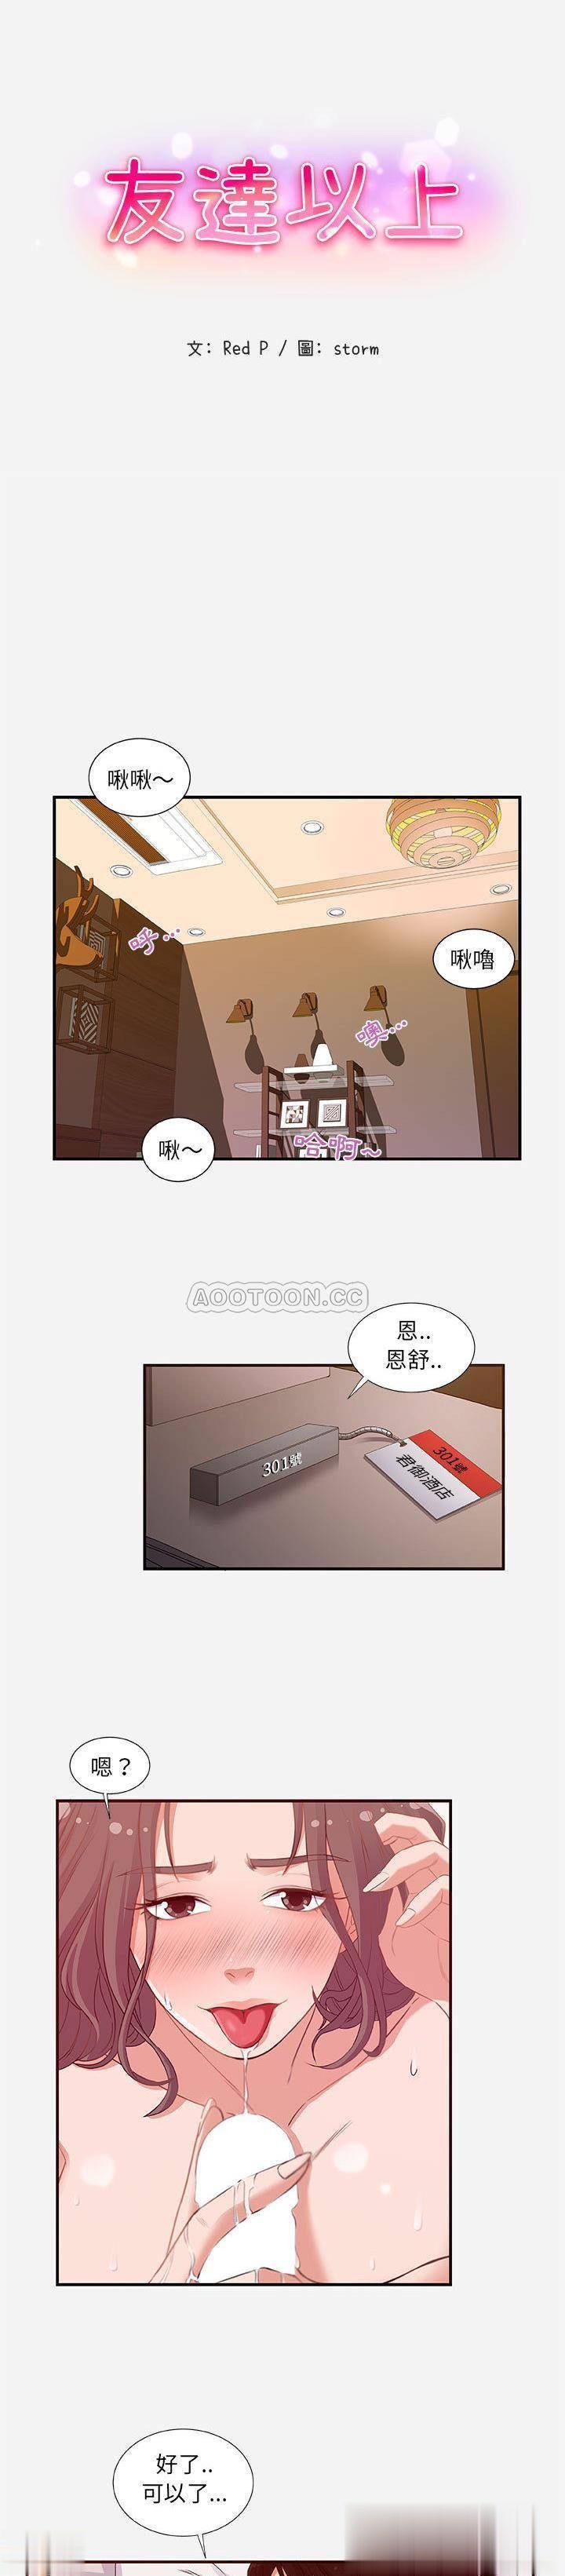 友達以上
文: Red P / 圖: storm
啾啾～
呼…
啾嚕
噢…
啾～
哈啊~
AOOTOON.CC
恩..
恩舒..
301號
301號
君御酒店
嗯？
好了..
可以了...